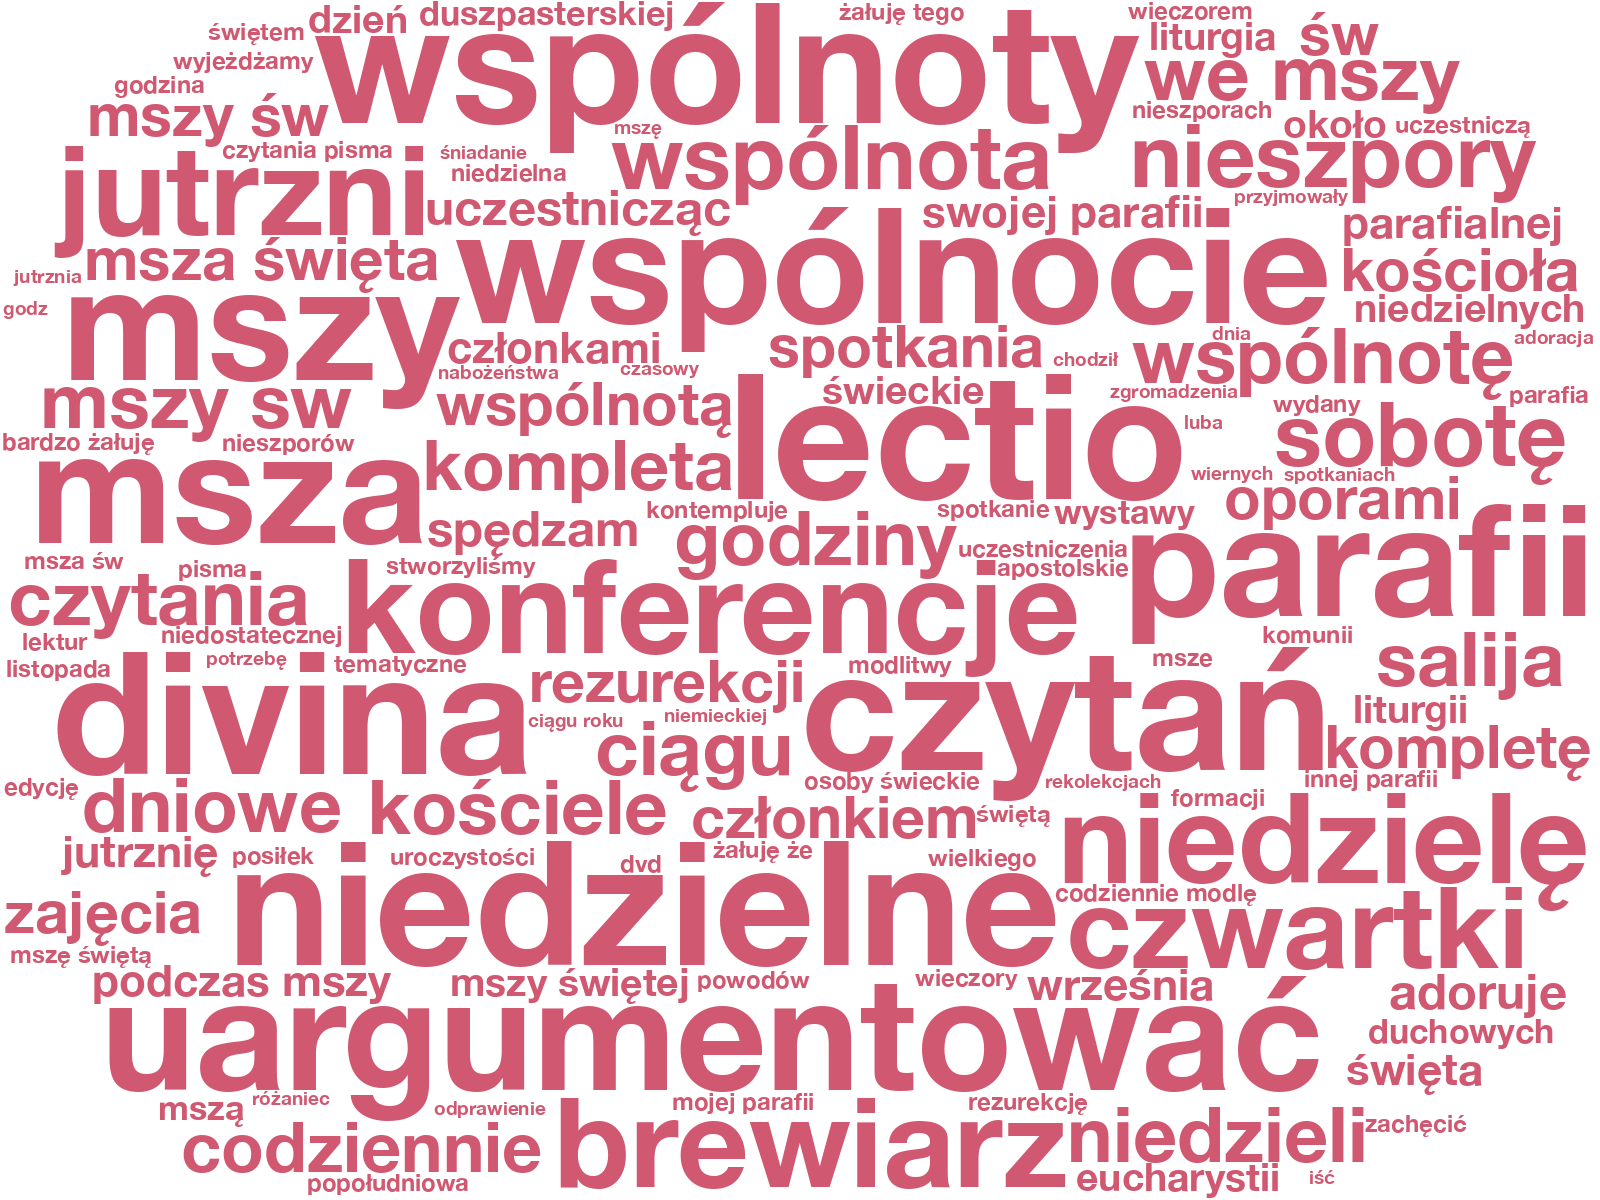 świętem dzień duszpasterskiej żałuję tego wieczorem
wyjeżdżamy wspólnoty liturgia św
godzina we mszy
mszy św mszę nieszporach około uczestniczą
czytania pisma śniadanie wspólnota nieszpory
jutrzni niedzielna przyjmowały
uczestnicząc swojej parafii parafialnej
msza święta wspólnocie kościoła
jutrznia
godz mszy niedzielnych
członkami spotkania dnia wspólnotę adoracja
nabożeństwa czasowy chodził
mszy sw wspólnotą świeckie zgromadzenia wydany parafia
lectio luba sobotę
bardzo żałuję nieszporów
msza kompleta wiernych spotkaniach
spędzam kontempluje godziny spotkanie wystawy oporami
uczestniczenia
msza św pisma stworzyliśmy apostolskie parafii
czytania konferencje
lektur niedostatecznej komunii
listopada potrzebę tematyczne modlitwy msze salija
divina rezurekcji czytań
ciągu roku niemieckiej liturgii
ciągu kompletę
edycję osoby świeckie rekolekcjach innej parafii
dniowe kościele członkiem świętą formacji
jutrznię posiłek uroczystości dvd żałuję że wielkiego niedzielę
niedzielne codziennie modlę
zajęcia czwartki
mszę świętą
podczas mszy mszy świętej powodów wieczory września adoruje
uargumentować duchowych
święta
mszą różaniec odprawienie mojej parafii rezurekcję
codziennie brewiarz niedzieli zachęcić
popołudniowa eucharystii iść